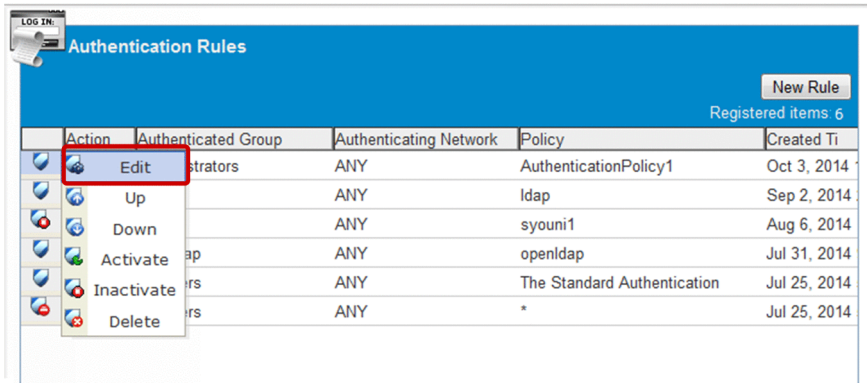 LOG IN:
Authentication Rules
New Rule
Registered items: 6
Action Authenticated Group Authenticating Network Policy Created Ti
Edit strators ANY AuthenticationPolicy1 Oct 3, 2014
Up ANY ldap Sep 2, 2014
Down ANY syouni1 Aug 6, 2014
Activate ap ANY openldap Jul 31, 2014
Inactivate rs ANY The Standard Authentication Jul 25, 2014
Delete rs ANY * Jul 25, 2014